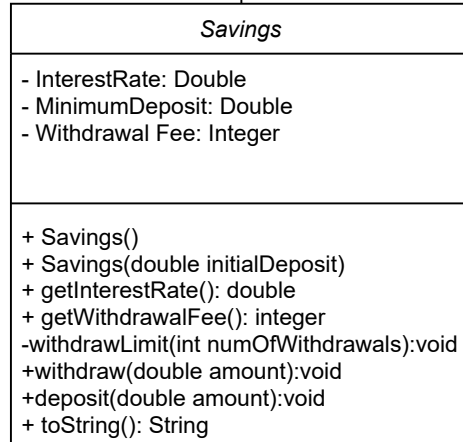 Savings
- InterestRate: Double
- MinimumDeposit: Double
- Withdrawal Fee: Integer
+ Savings()
+ Savings(double initialDeposit)
+ getInterestRate(): double
+ getWithdrawalFee(): integer
-withdrawLimit(int numOfWithdrawals):void
+withdraw(double amount):void
+deposit(double amount):void
+ toString(): String